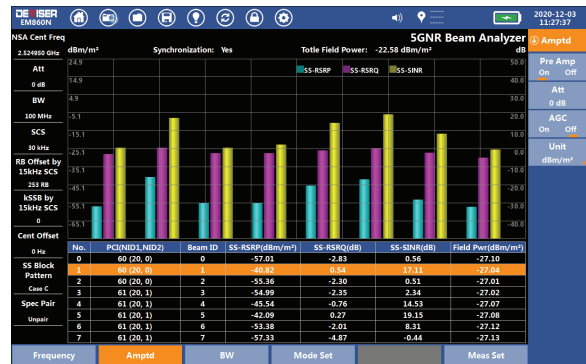 DEVISER
EM860N
2020-12-03
11:27:37
NSA Cent Freq
2.524950 GHz
Att
0 dB
BW
100 MHz
SCS
30 kHz
RB Offset by
15kHz SCS
253 RB
kSSB by
15kHz SCS
0
Cent Offset
0 Hz
SS Block
Pattern
Case C
Spec Pair
Unpair
5GNR Beam Analyzer
dBm/m² Synchronization: Yes Totle Field Power: -22.58 dBm/m² dB
SS-RSRP SS-RSRQ SS-SINR
24.9 50.0
14.9 40.0
4.9 30.0
-5.1 20.0
-15.1 10.0
-25.1 0.0
-35.1 -10.0
-45.1 -20.0
-55.1 -30.0
-65.1 -40.0
No. PCI(NID1,NID2) Beam ID SS-RSRP(dBm/m²) SS-RSRQ(dB) SS-SINR(dB) Field Pwr(dBm/m²)
0 60 (20, 0) 0 -57.01 -2.83 0.56 -27.10
1 60 (20, 0) 1 -40.82 0.54 17.11 -27.04
2 60 (20, 0) 2 -55.36 -2.30 0.51 -27.01
3 61 (20, 1) 3 -54.99 -2.35 2.34 -27.02
4 61 (20, 1) 4 -45.54 -0.76 14.53 -27.07
5 61 (20, 1) 5 -42.09 0.27 19.15 -27.08
6 61 (20, 1) 6 -53.38 -2.01 8.31 -27.12
7 61 (20, 1) 7 -57.33 -4.87 -0.44 -27.13
Amptd
Pre Amp
On Off
Att
0 dB
AGC
On Off
Unit
dBm/m²
Frequency Amptd BW Mode Set Meas Set